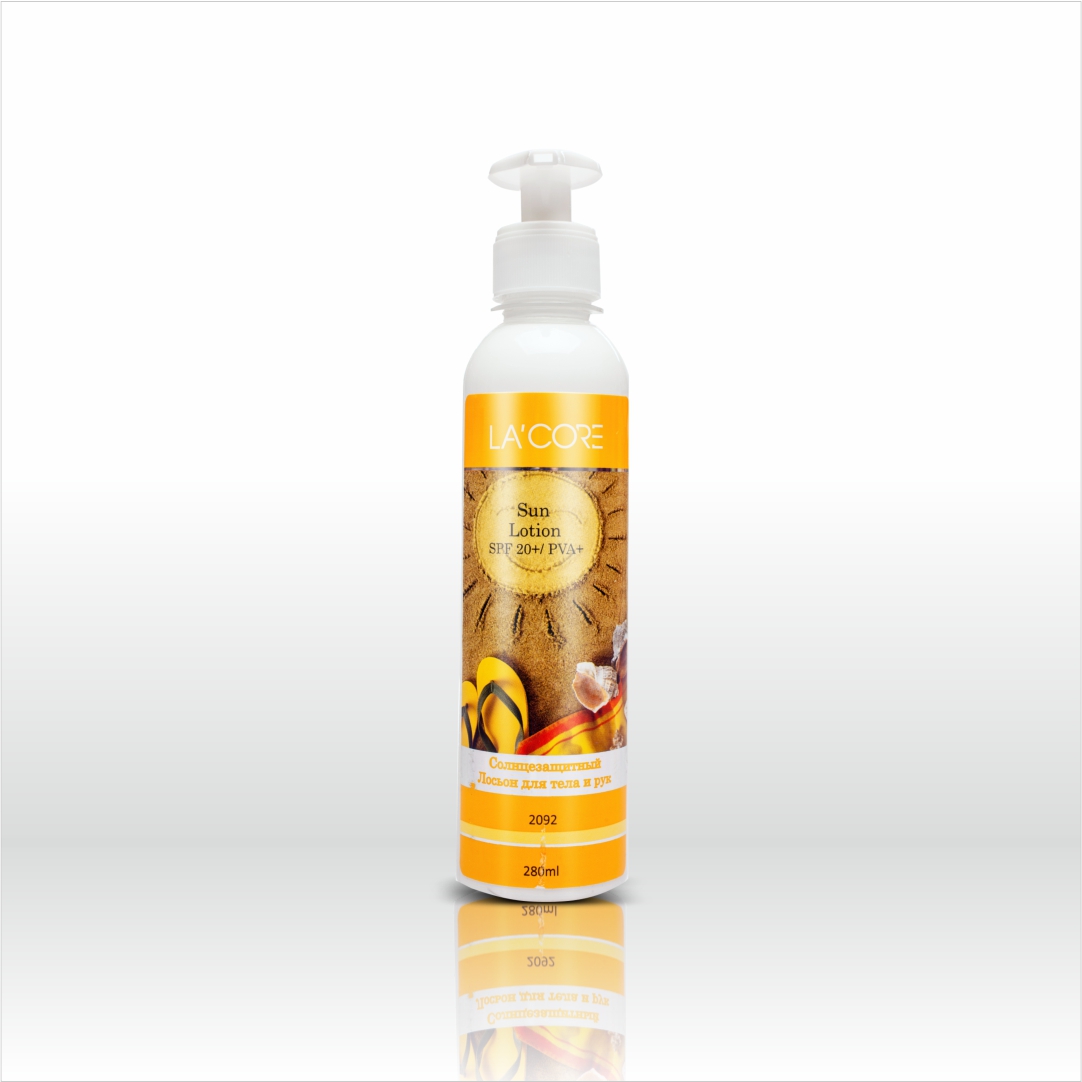 LA'CORE
Sun
Lotion
SPF 20+/ PVA+
Солнцезащитный
Лосьон для тела и рук
2092
280ml